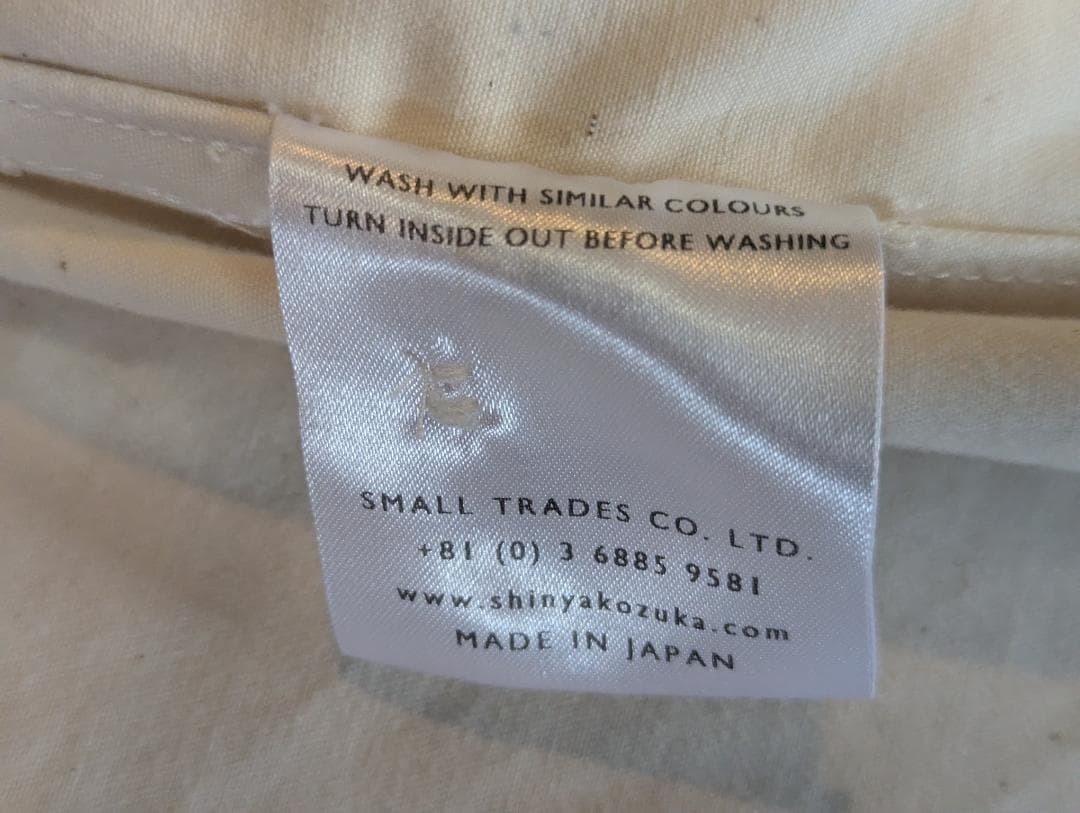 WASH WITH SIMILAR COLOURS
TURN INSIDE OUT BEFORE WASHING
SMALL TRADES CO. LTD.
+81 (0) 3 6885 9581
www.shinyakozuka.com
MADE IN JAPAN